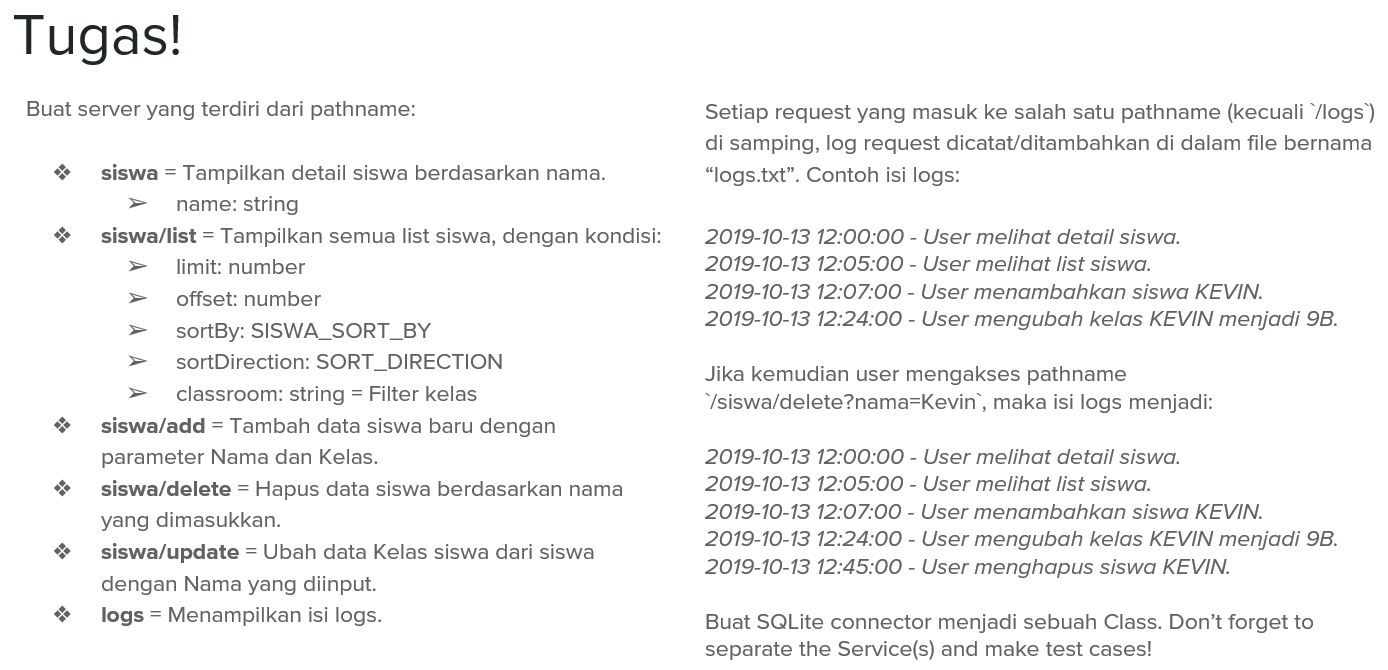 Tugas!
Buat server yang terdiri dari pathname:
❖ siswa = Tampilkan detail siswa berdasarkan nama.
➢ name: string
❖ siswa/list = Tampilkan semua list siswa, dengan kondisi:
➢ limit: number
➢ offset: number
➢ sortBy: SISWA_SORT_BY
➢ sortDirection: SORT_DIRECTION
➢ classroom: string = Filter kelas
❖ siswa/add = Tambah data siswa baru dengan
parameter Nama dan Kelas.
❖ siswa/delete = Hapus data siswa berdasarkan nama
yang dimasukkan.
❖ siswa/update = Ubah data Kelas siswa dari siswa
dengan Nama yang diinput.
❖ logs = Menampilkan isi logs.
Setiap request yang masuk ke salah satu pathname (kecuali `/logs`)
di samping, log request dicatat/ditambahkan di dalam file bernama
“logs.txt”. Contoh isi logs:
2019-10-13 12:00:00 - User melihat detail siswa.
2019-10-13 12:05:00 - User melihat list siswa.
2019-10-13 12:07:00 - User menambahkan siswa KEVIN.
2019-10-13 12:24:00 - User mengubah kelas KEVIN menjadi 9B.
Jika kemudian user mengakses pathname
`/siswa/delete?nama=Kevin`, maka isi logs menjadi:
2019-10-13 12:00:00 - User melihat detail siswa.
2019-10-13 12:05:00 - User melihat list siswa.
2019-10-13 12:07:00 - User menambahkan siswa KEVIN.
2019-10-13 12:24:00 - User mengubah kelas KEVIN menjadi 9B.
2019-10-13 12:45:00 - User menghapus siswa KEVIN.
Buat SQLite connector menjadi sebuah Class. Don’t forget to
separate the Service(s) and make test cases!